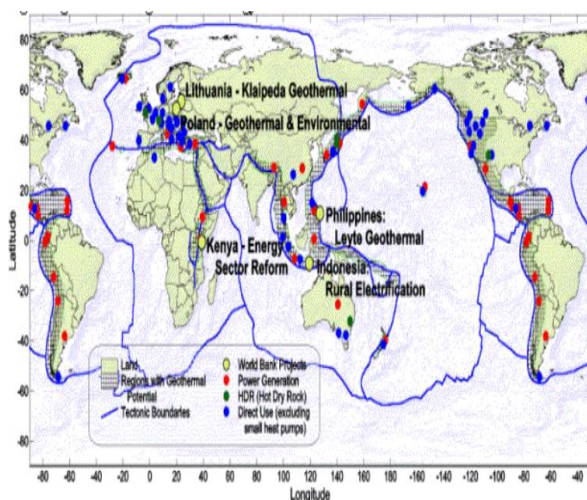 80
60
40
20
0
-20
-40
-60
-80
Latitude
Lithuania - Klaipeda Geothermal
Poland - Geothermal & Environmental
Philippines:
Leyte Geothermal
Kenya - Energy
Sector Reform
Indonesia:
Rural Electrification
Land
Regions with Geothermal
Potential
Tectonic Boundaries
World Bank Projects
Power Generation
HDR (Hot Dry Rock)
Direct Use (excluding
small heat pumps)
-80 -60 -40 -20 0 20 40 60 80 100 120 140 160 -160 -140 -120 -100 -80 -60 -40
Longitude